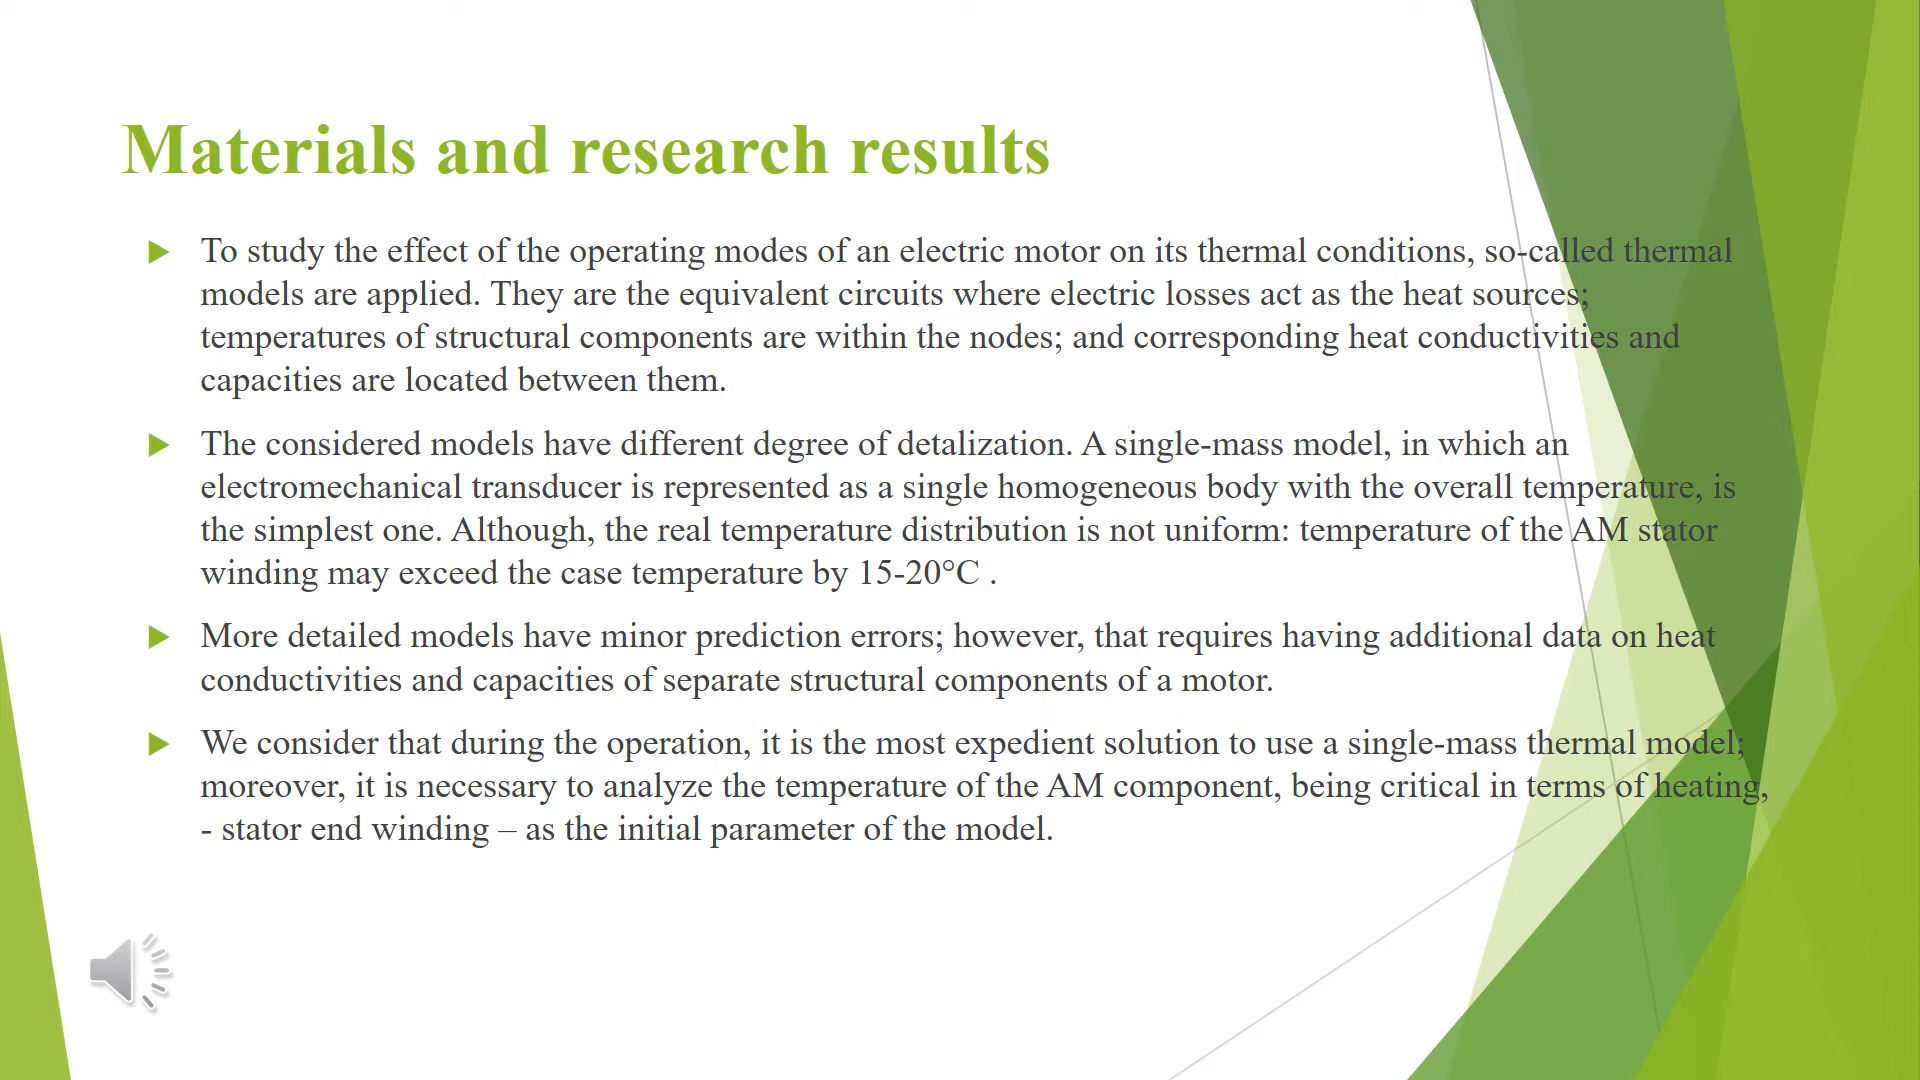 Materials and research results
To study the effect of the operating modes of an electric motor on its thermal conditions, so-called thermal
models are applied. They are the equivalent circuits where electric losses act as the heat sources;
temperatures of structural components are within the nodes; and corresponding heat conductivities and
capacities are located between them.
The considered models have different degree of detalization. A single-mass model, in which an
electromechanical transducer is represented as a single homogeneous body with the overall temperature, is
the simplest one. Although, the real temperature distribution is not uniform: temperature of the AM stator
winding may exceed the case temperature by 15-20°C .
More detailed models have minor prediction errors; however, that requires having additional data on heat
conductivities and capacities of separate structural components of a motor.
We consider that during the operation, it is the most expedient solution to use a single-mass thermal model;
moreover, it is necessary to analyze the temperature of the AM component, being critical in terms of heating,
- stator end winding – as the initial parameter of the model.